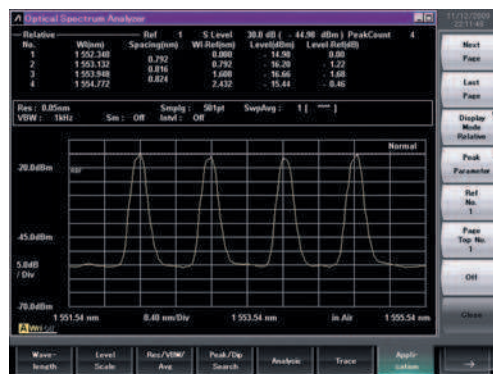 Optical Spectrum Analyzer
11/12/2009
22:11:40
Relative Ref 1 S Level 30.0 dB ( - 44.98 dBm ) PeakCount 4
No. Wl(nm) Spacing(nm) Wl-Ref(nm) Level(dBm) Level-Ref(dB)
1 1 552.340 0.000 - 14.98 0.00
0.792
2 1 553.132 0.792 - 16.20 - 1.22
0.816
3 1 553.948 1.608 - 16.66 - 1.68
0.824
4 1 554.772 2.432 - 15.44 - 0.46
Res : 0.05nm Smplg : 501pt SwpAvg : 1 [ ---- ]
VBW : 1kHz Sm : Off Intvl : Off
Normal
-20.0dBm
-45.0dBm
5.0dB
/ Div
-70.0dBm
1 551.54 nm 0.40 nm/Div 1 553.54 nm in Air 1 555.54 nm
Next
Page
Last
Page
Display
Mode
Relative
Peak
Parameter
Ref
No.
1
Page
Top No.
1
Off
Close
Wave-
length
Level
Scale
Res/VBW/
Avg
Peak/Dip
Search
Analysis
Trace
Appli-
cation
→